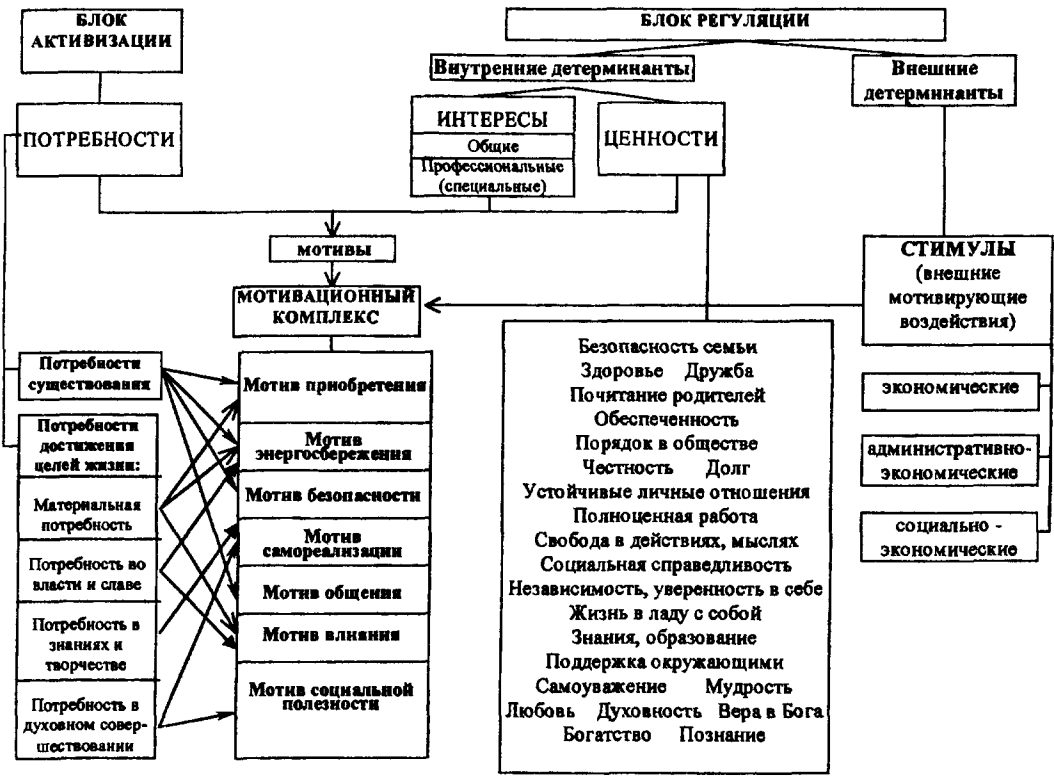 БЛОК
АКТИВИЗАЦИИ
БЛОК РЕГУЛЯЦИИ
Внутренние детерминанты
Внешние
детерминанты
ПОТРЕБНОСТИ
ИНТЕРЕСЫ
Общие
Профессиональные
(специальные)
ЦЕННОСТИ
МОТИВЫ
МОТИВАЦИОННЫЙ
КОМПЛЕКС
СТИМУЛЫ
(внешние
мотивирующие
воздействия)
экономические
административно-
экономические
социально -
экономические
Потребности
существования
Потребности
достижения
целей жизни:
Материальная
потребность
Потребность во
власти и славе
Потребность в
знаниях и
творчестве
Потребность в
духовном совер-
шествовании
Мотив приобретения
Мотив
энергосбережения
Мотив безопасности
Мотив
самореализации
Мотив общения
Мотив влияния
Мотив социальной
полезности
Безопасность семьи
Здоровье Дружба
Почитание родителей
Обеспеченность
Порядок в обществе
Честность Долг
Устойчивые личные отношения
Полноценная работа
Свобода в действиях, мыслях
Социальная справедливость
Независимость, уверенность в себе
Жизнь в ладу с собой
Знания, образование
Поддержка окружающими
Самоуважение Мудрость
Любовь Духовность Вера в Бога
Богатство Познание